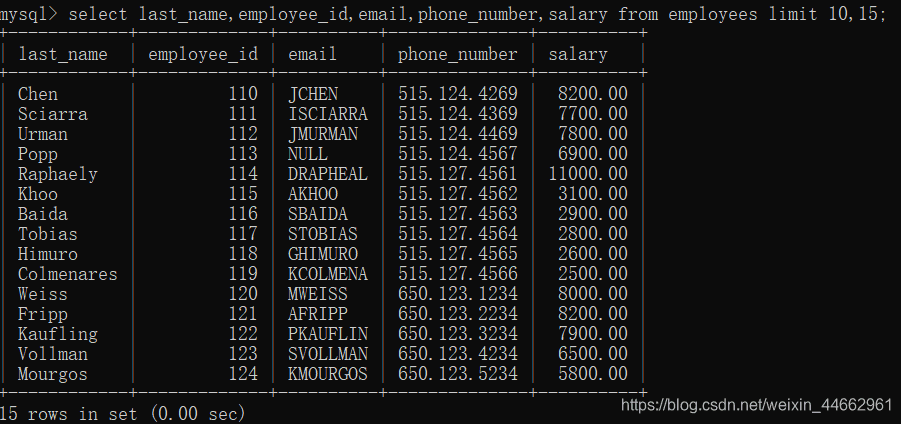 mysql> select last_name,employee_id,email,phone_number,salary from employees limit 10,15;
+------------+-------------+----------+--------------+----------+
| last_name  | employee_id | email    | phone_number | salary   |
+------------+-------------+----------+--------------+----------+
| Chen       |         110 | JCHEN    | 515.124.4269 |  8200.00 |
| Sciarra    |         111 | ISCIARRA | 515.124.4369 |  7700.00 |
| Urman      |         112 | JMURMAN  | 515.124.4469 |  7800.00 |
| Popp       |         113 | NULL     | 515.124.4567 |  6900.00 |
| Raphaely   |         114 | DRAPHEAL | 515.127.4561 | 11000.00 |
| Khoo       |         115 | AKHOO    | 515.127.4562 |  3100.00 |
| Baida      |         116 | SBAIDA   | 515.127.4563 |  2900.00 |
| Tobias     |         117 | STOBIAS  | 515.127.4564 |  2800.00 |
| Himuro     |         118 | GHIMURO  | 515.127.4565 |  2600.00 |
| Colmenares |         119 | KCOLMENA | 515.127.4566 |  2500.00 |
| Weiss      |         120 | MWEISS   | 650.123.1234 |  8000.00 |
| Fripp      |         121 | AFRIPP   | 650.123.2234 |  8200.00 |
| Kaufling   |         122 | PKAUFLIN | 650.123.3234 |  7900.00 |
| Vollman    |         123 | SVOLLMAN | 650.123.4234 |  6500.00 |
| Mourgos    |         124 | KMOURGOS | 650.123.5234 |  5800.00 |
+------------+-------------+----------+--------------+----------+
15 rows in set (0.00 sec)
https://blog.csdn.net/weixin_44662961